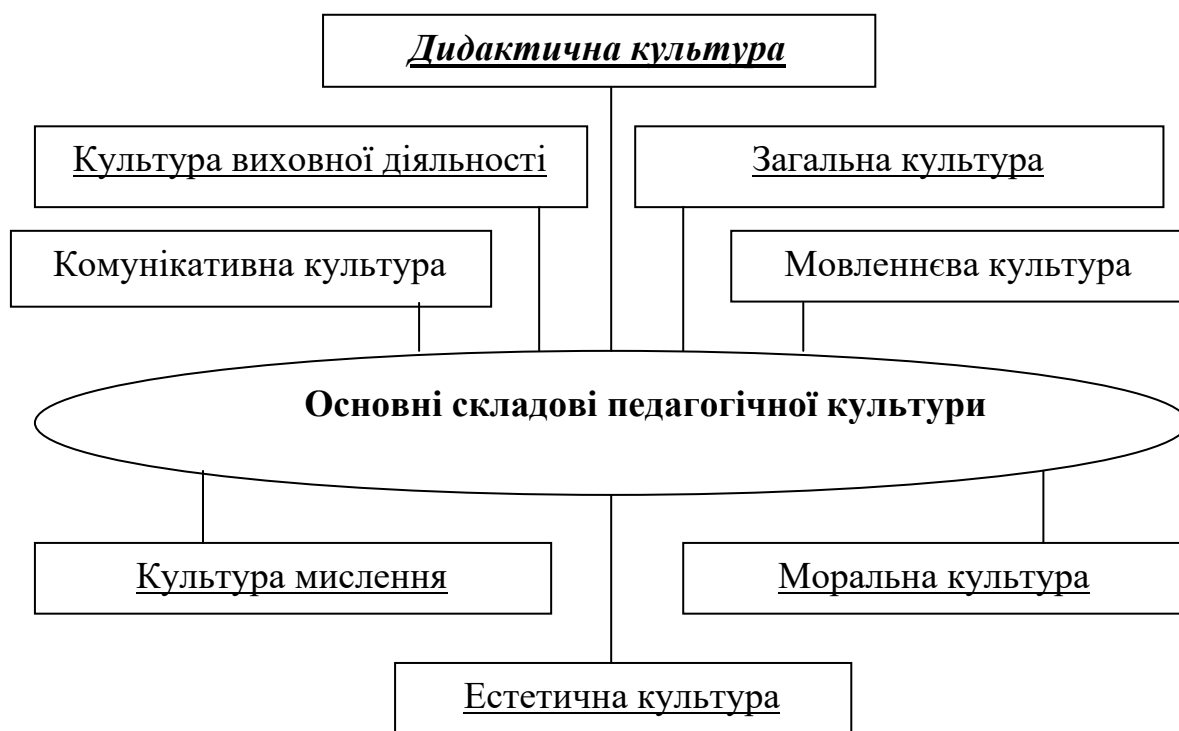 Дидактична культура
Культура виховної діяльності
Загальна культура
Комунікативна культура
Мовленнєва культура
Основні складові педагогічної культури
Культура мислення
Моральна культура
Естетична культура